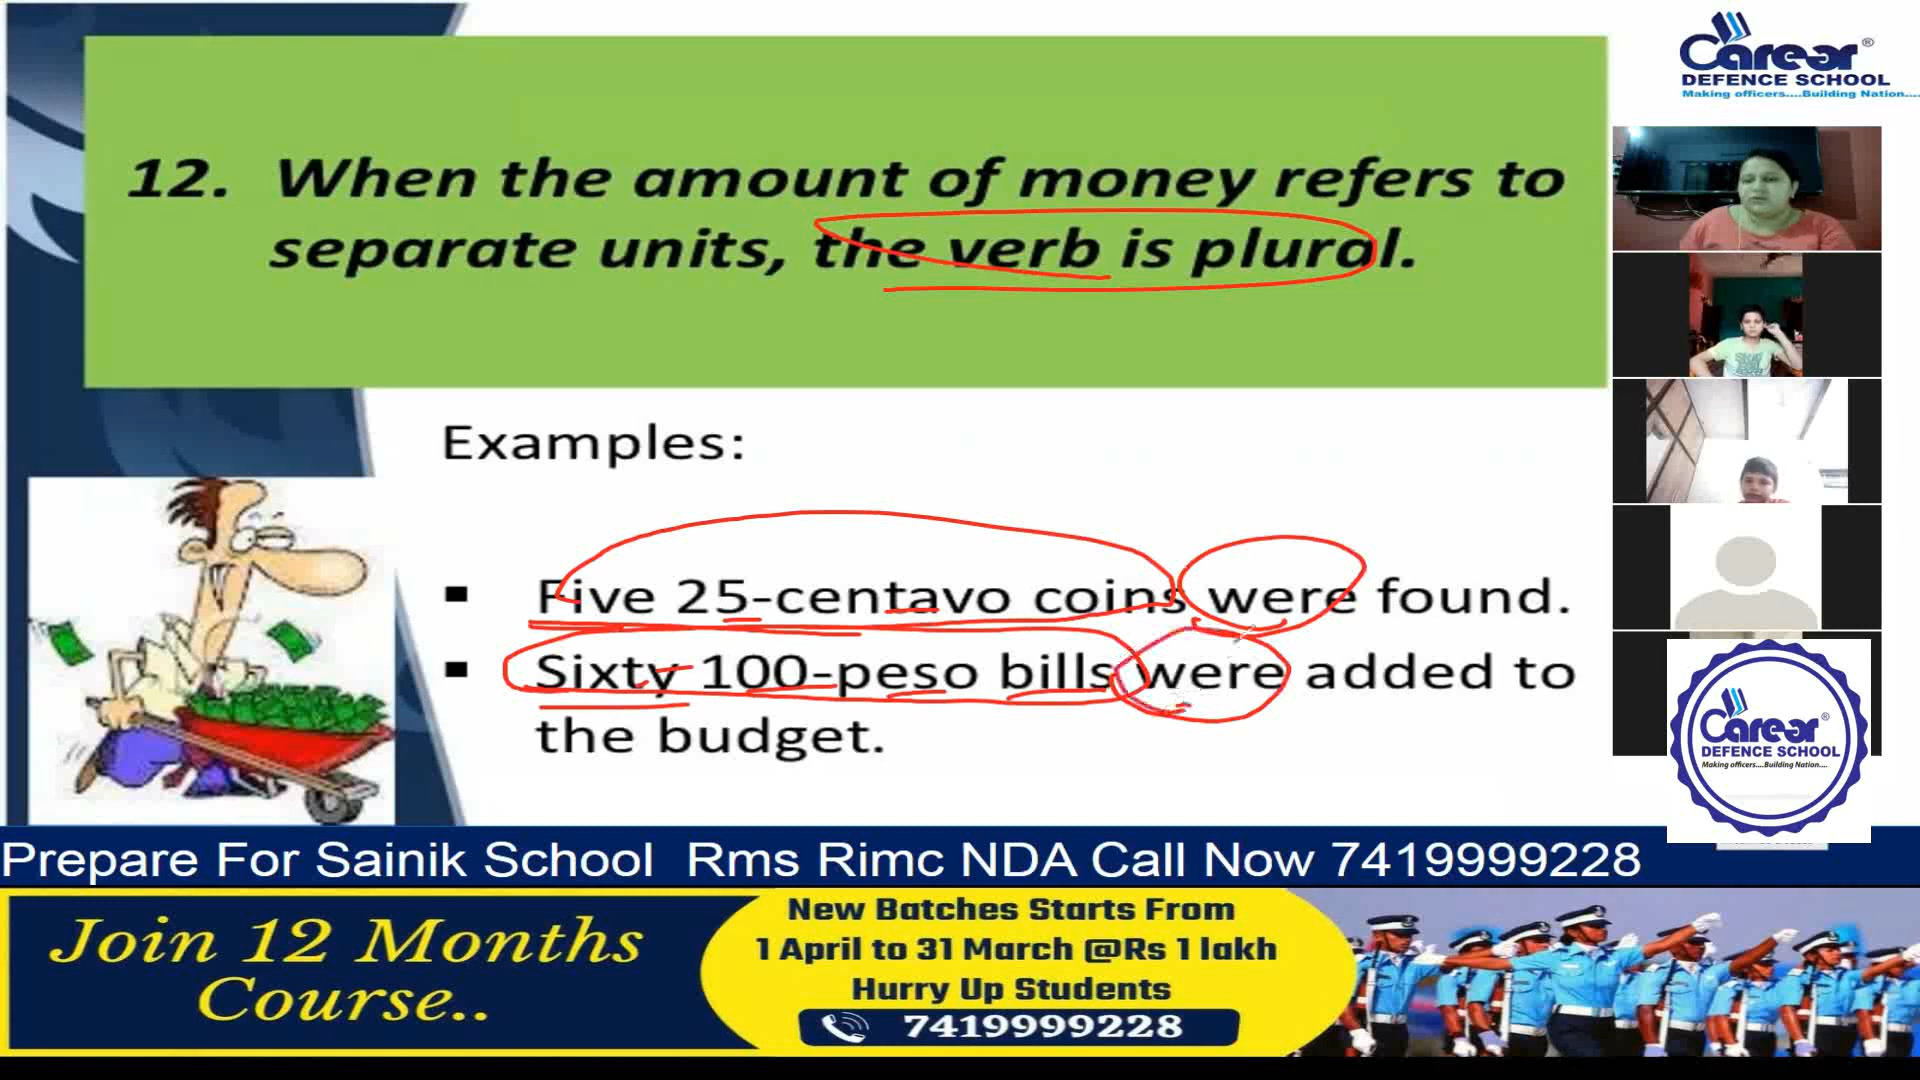 Carear®
DEFENCE SCHOOL
Making officers....Building Nation....
12. When the amount of money refers to
separate units, the verb is plural.
Examples:
▪ Five 25-centavo coins were found.
▪ Sixty 100-peso bills were added to
the budget.
Carear®
DEFENCE SCHOOL
Making officers....Building Nation....
Prepare For Sainik School Rms Rimc NDA Call Now 7419999228
Join 12 Months
Course..
New Batches Starts From
1 April to 31 March @Rs 1 lakh
Hurry Up Students
7419999228